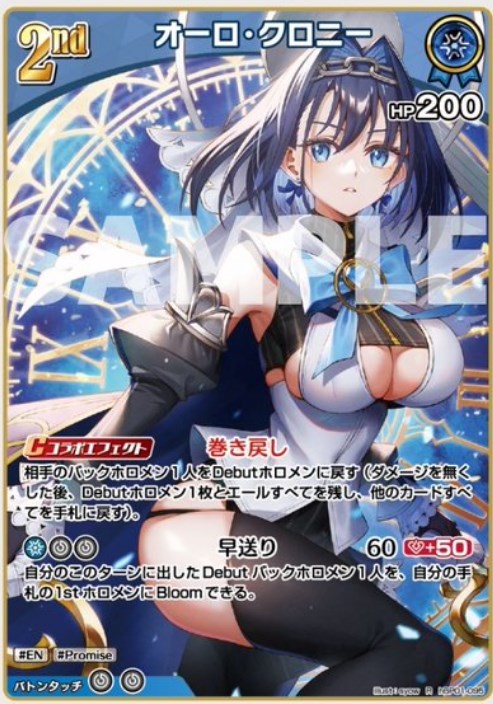 2nd
オーロ・クロニー
HP200
SAMPLE
コラボエフェクト 巻き戻し
相手のバックホロメン1人をDebutホロメンに戻す(ダメージを無く
した後、Debutホロメン1枚とエールすべてを残し、他のカードすべ
てを手札に戻す)。
早送り 60 +50
自分のこのターンに出したDebutバックホロメン1人を、自分の手
札の1stホロメンにBloomできる。
#EN #Promise
バトンタッチ
Illust: R